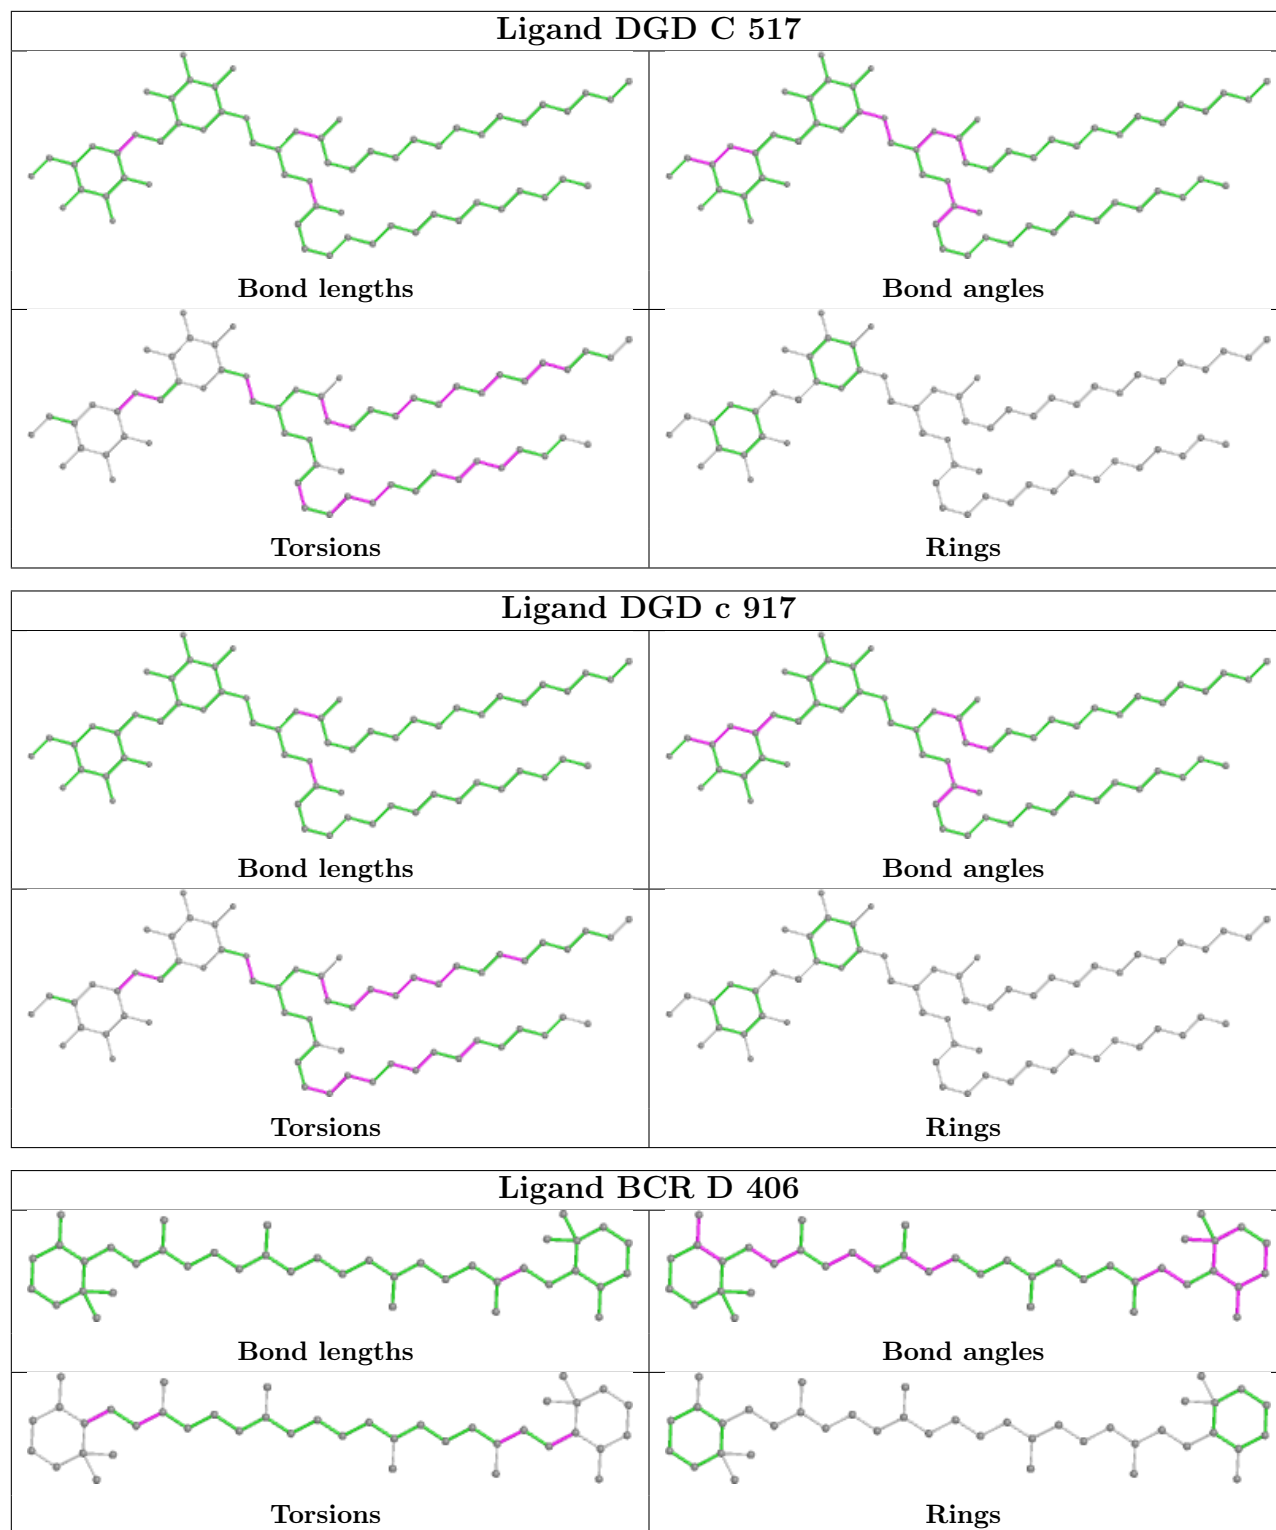 Ligand DGD C 517
Bond lengths
Bond angles
Torsions
Rings
Ligand DGD c 917
Bond lengths
Bond angles
Torsions
Rings
Ligand BCR D 406
Bond lengths
Bond angles
Torsions
Rings